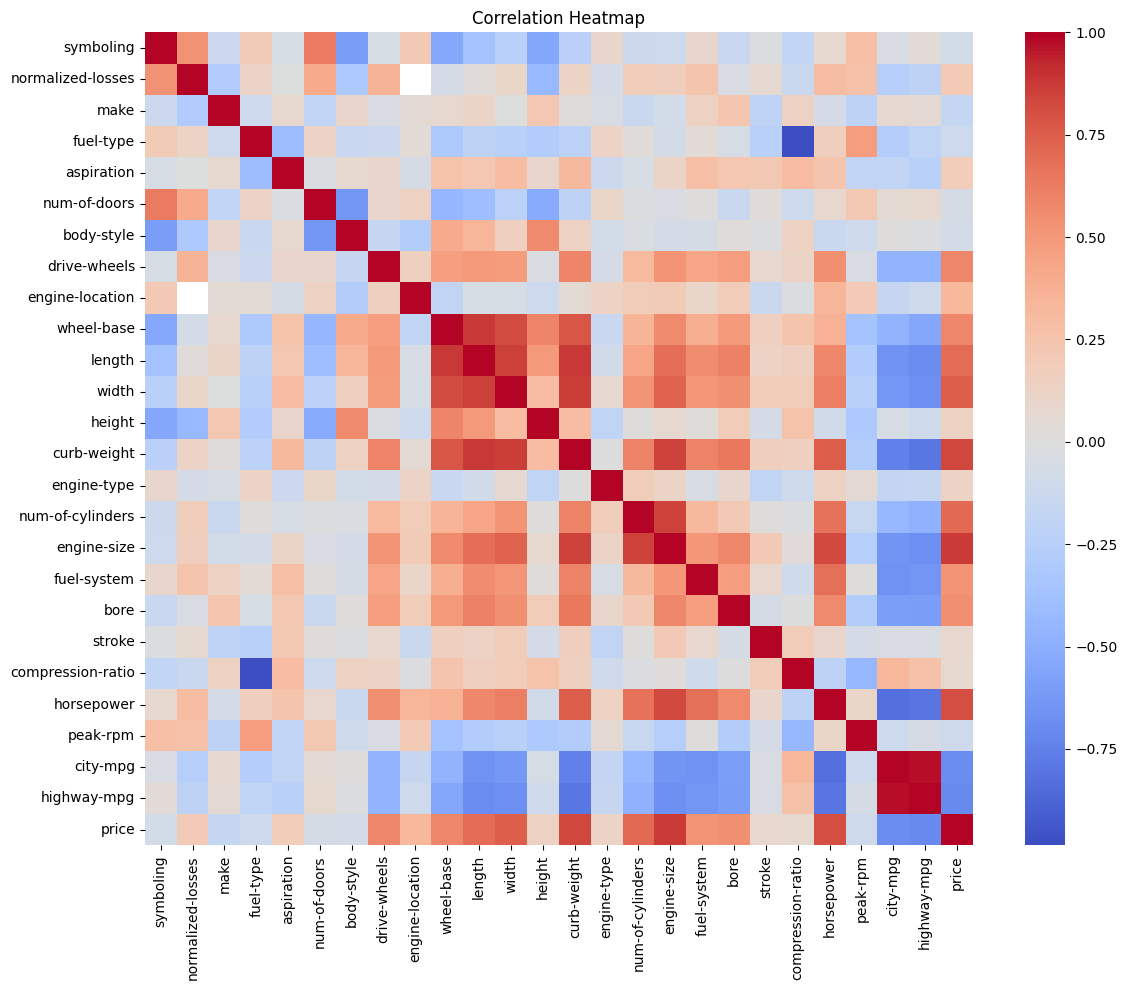 Correlation Heatmap
symboling
normalized-losses
make
fuel-type
aspiration
num-of-doors
body-style
drive-wheels
engine-location
wheel-base
length
width
height
curb-weight
engine-type
num-of-cylinders
engine-size
fuel-system
bore
stroke
compression-ratio
horsepower
peak-rpm
city-mpg
highway-mpg
price
symboling
normalized-losses
make
fuel-type
aspiration
num-of-doors
body-style
drive-wheels
engine-location
wheel-base
length
width
height
curb-weight
engine-type
num-of-cylinders
engine-size
fuel-system
bore
stroke
compression-ratio
horsepower
peak-rpm
city-mpg
highway-mpg
price
1.00
0.75
0.50
0.25
0.00
−0.25
−0.50
−0.75